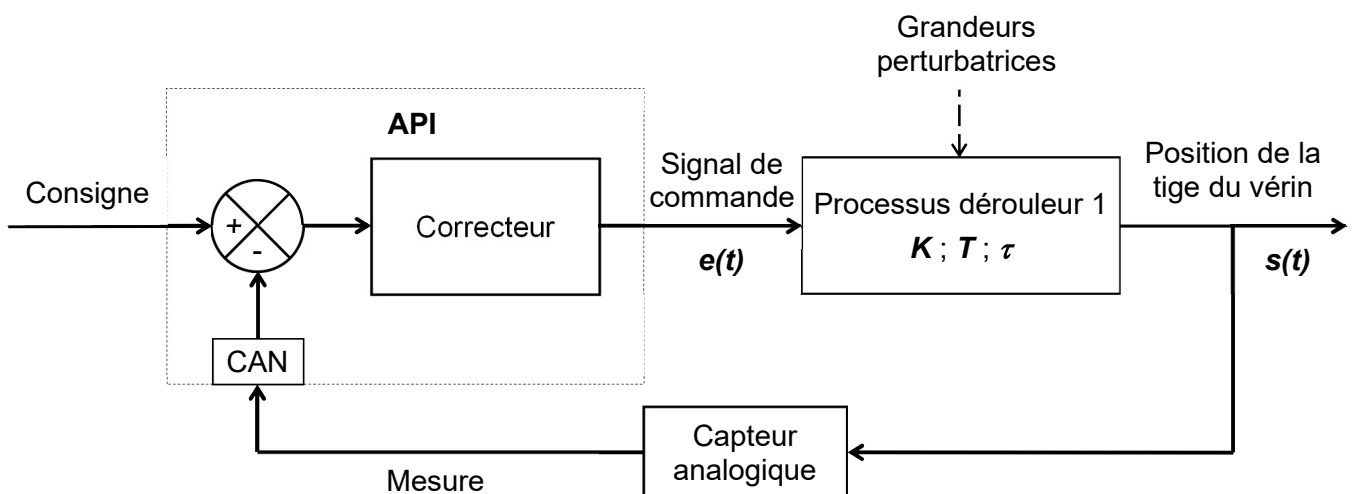 Grandeurs
perturbatrices
API
Consigne
+
-
Correcteur
Signal de
commande
e(t)
Processus dérouleur 1
K ; T ; τ
Position de la
tige du vérin
s(t)
CAN
Capteur
analogique
Mesure